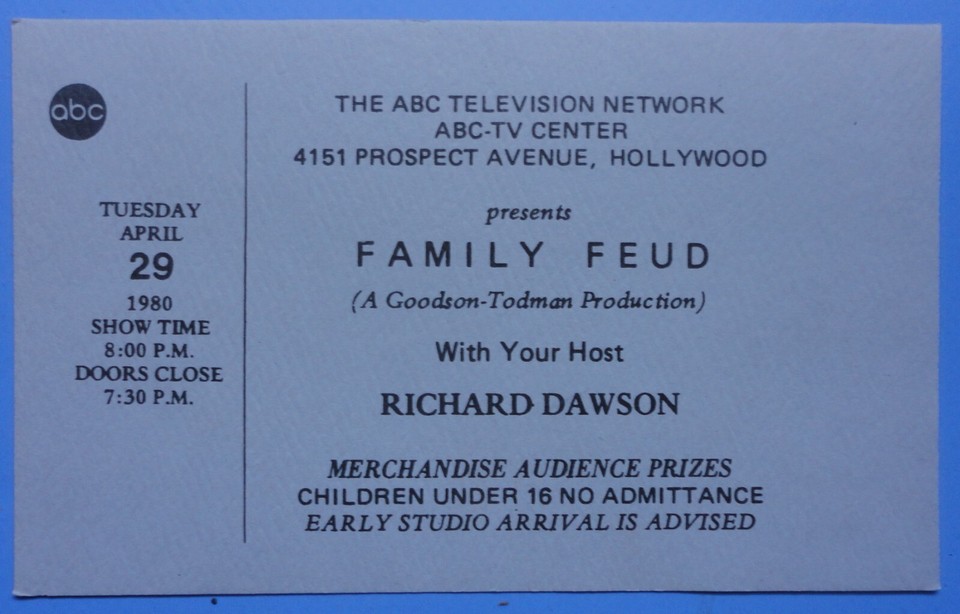 abc
TUESDAY
APRIL
29
1980
SHOW TIME
8:00 P.M.
DOORS CLOSE
7:30 P.M.
THE ABC TELEVISION NETWORK
ABC-TV CENTER
4151 PROSPECT AVENUE, HOLLYWOOD
presents
FAMILY FEUD
(A Goodson-Todman Production)
With Your Host
RICHARD DAWSON
MERCHANDISE AUDIENCE PRIZES
CHILDREN UNDER 16 NO ADMITTANCE
EARLY STUDIO ARRIVAL IS ADVISED